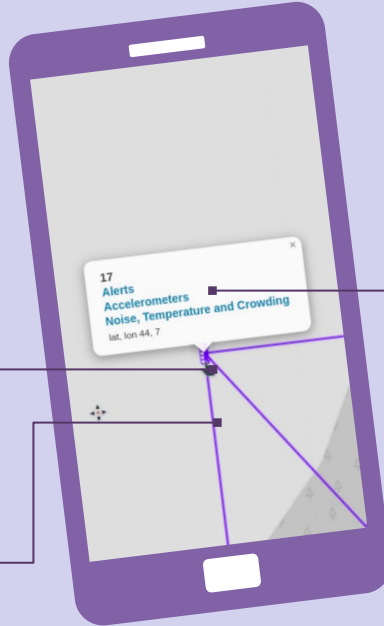 17
Alerts
Accelerometers
Noise, Temperature and Crowding
lat, lon 44, 7